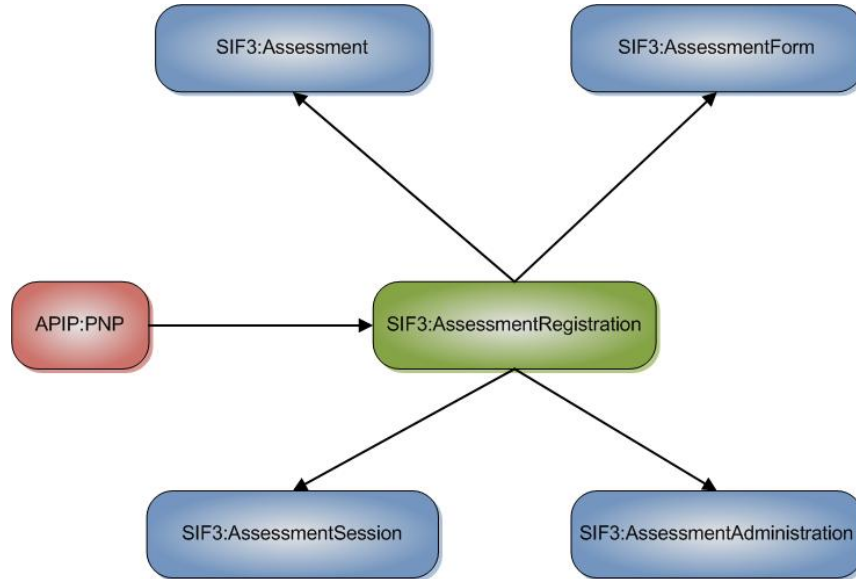 SIF3:Assessment
SIF3:AssessmentForm
APIP:PNP
SIF3:AssessmentRegistration
SIF3:AssessmentSession
SIF3:AssessmentAdministration